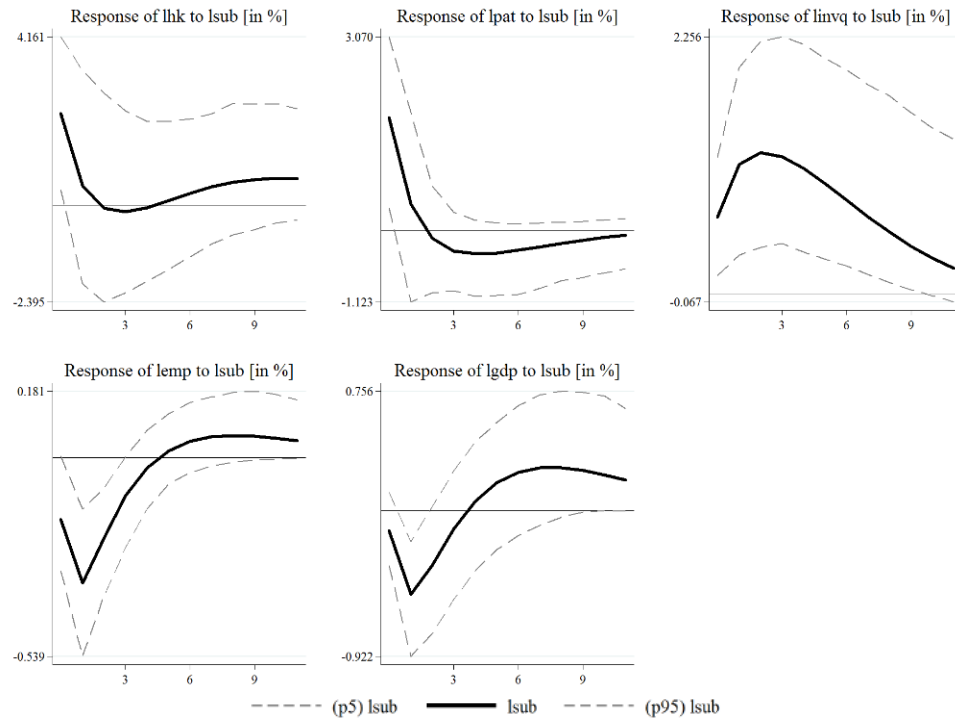 Response of lhk to lsub [in %]
4.161
-2.395
3 6 9
Response of lpat to lsub [in %]
3.070
-1.123
3 6 9
Response of linvq to lsub [in %]
2.256
-0.067
3 6 9
Response of lemp to lsub [in %]
0.181
-0.539
3 6 9
Response of lgdp to lsub [in %]
0.756
-0.922
3 6 9
(p5) lsub lsub (p95) lsub